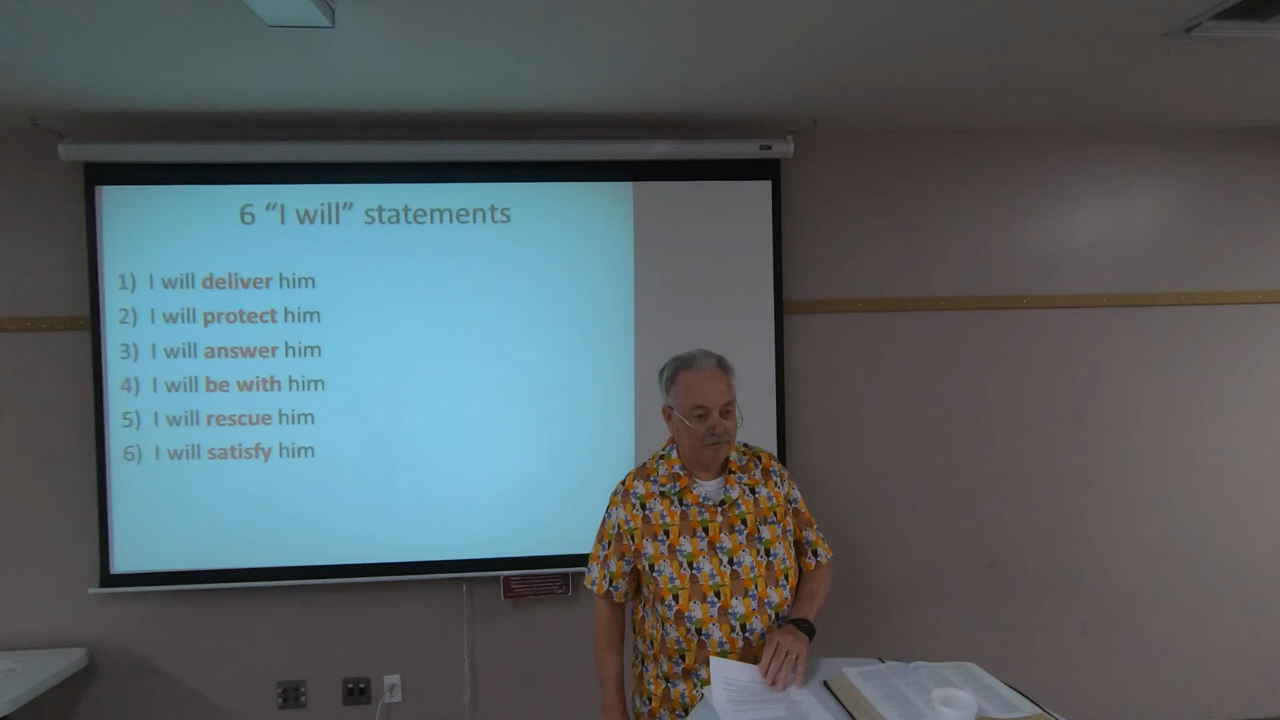 6 “I will” statements
1) I will deliver him
2) I will protect him
3) I will answer him
4) I will be with him
5) I will rescue him
6) I will satisfy him